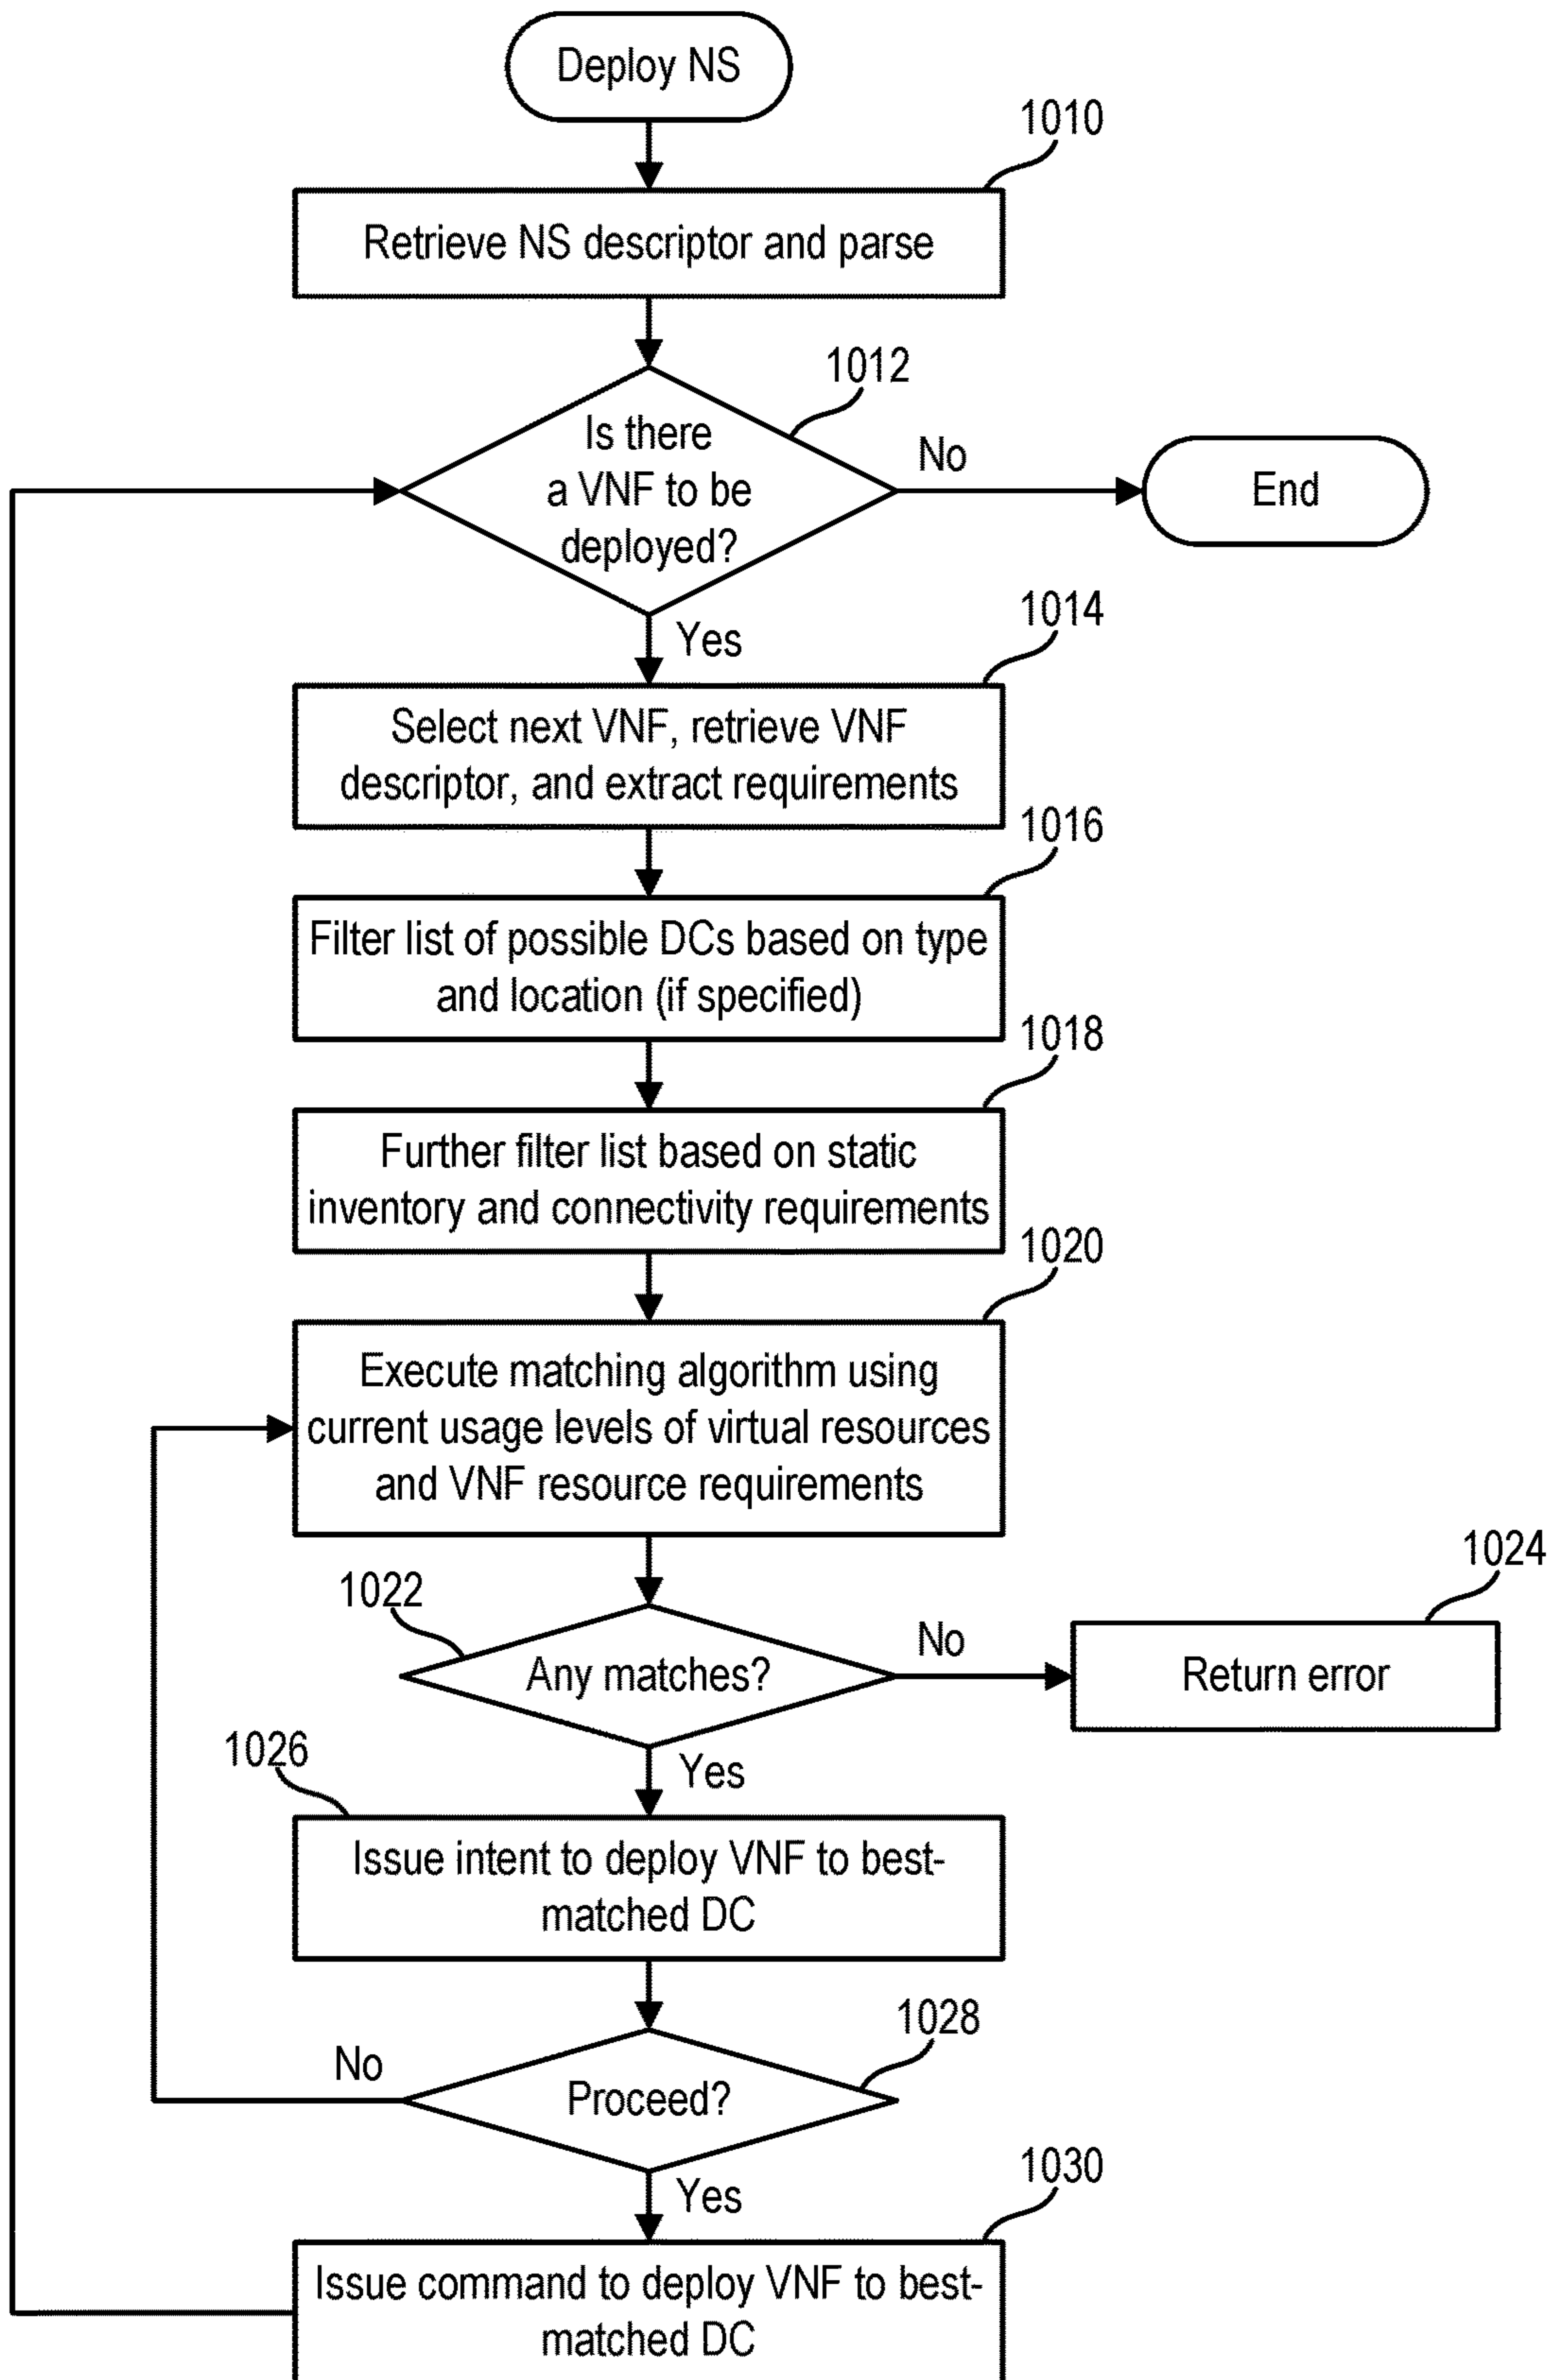 Deploy NS
1010
Retrieve NS descriptor and parse
1012
Is there
a VNF to be
deployed?
No
End
Yes
1014
Select next VNF, retrieve VNF
descriptor, and extract requirements
1016
Filter list of possible DCs based on type
and location (if specified)
1018
Further filter list based on static
inventory and connectivity requirements
1020
Execute matching algorithm using
current usage levels of virtual resources
and VNF resource requirements
1022
Any matches?
No
1024
Return error
Yes
1026
Issue intent to deploy VNF to best-
matched DC
1028
Proceed?
No
Yes
1030
Issue command to deploy VNF to best-
matched DC